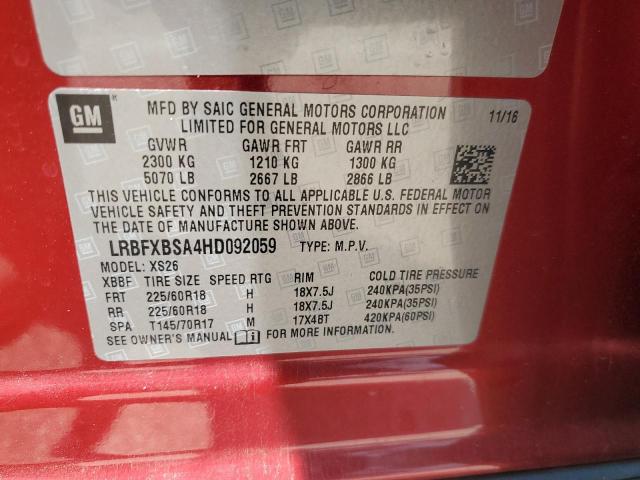 GM
MFD BY SAIC GENERAL MOTORS CORPORATION 11/16
LIMITED FOR GENERAL MOTORS LLC
GVWR GAWR FRT GAWR RR
2300 KG 1210 KG 1300 KG
5070 LB 2667 LB 2866 LB
THIS VEHICLE CONFORMS TO ALL APPLICABLE U.S. FEDERAL MOTOR
VEHICLE SAFETY AND THEFT PREVENTION STANDARDS IN EFFECT ON
THE DATE OF MANUFACTURE SHOWN ABOVE.
LRBFXBSA4HD092059 TYPE: M.P.V.
MODEL: XS26
XBBF TIRE SIZE SPEED RTG RIM COLD TIRE PRESSURE
FRT 225/60R18 H 18X7.5J 240KPA(35PSI)
RR 225/60R18 H 18X7.5J 240KPA(35PSI)
SPA T145/70R17 M 17X4BT 420KPA(60PSI)
SEE OWNER'S MANUAL FOR MORE INFORMATION.